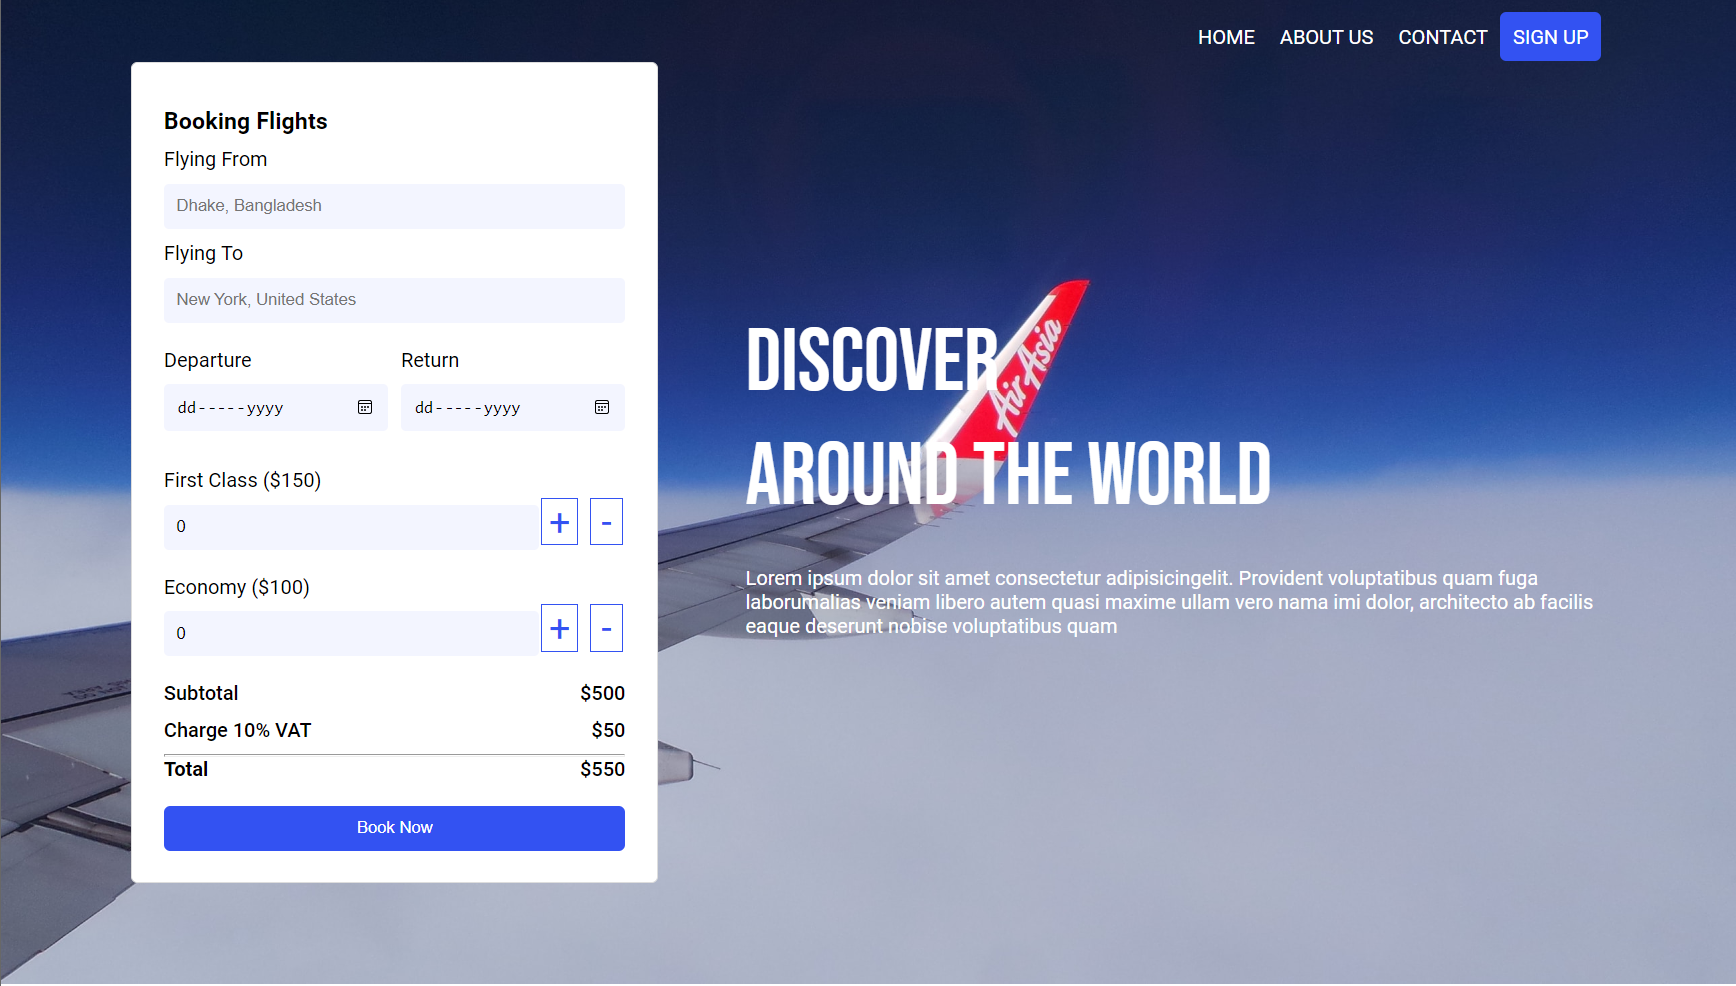 HOME ABOUT US CONTACT SIGN UP
Booking Flights
Flying From
Dhake, Bangladesh
Flying To
New York, United States
Departure Return
dd-----yyyy dd-----yyyy
First Class ($150)
0 + -
Economy ($100)
0 + -
Subtotal $500
Charge 10% VAT $50
Total $550
Book Now
DISCOVER
AROUND THE WORLD
Air Asia
Lorem ipsum dolor sit amet consectetur adipisicingelit. Provident voluptatibus quam fuga
laborumalias veniam libero autem quasi maxime ullam vero nama imi dolor, architecto ab facilis
eaque deserunt nobise voluptatibus quam